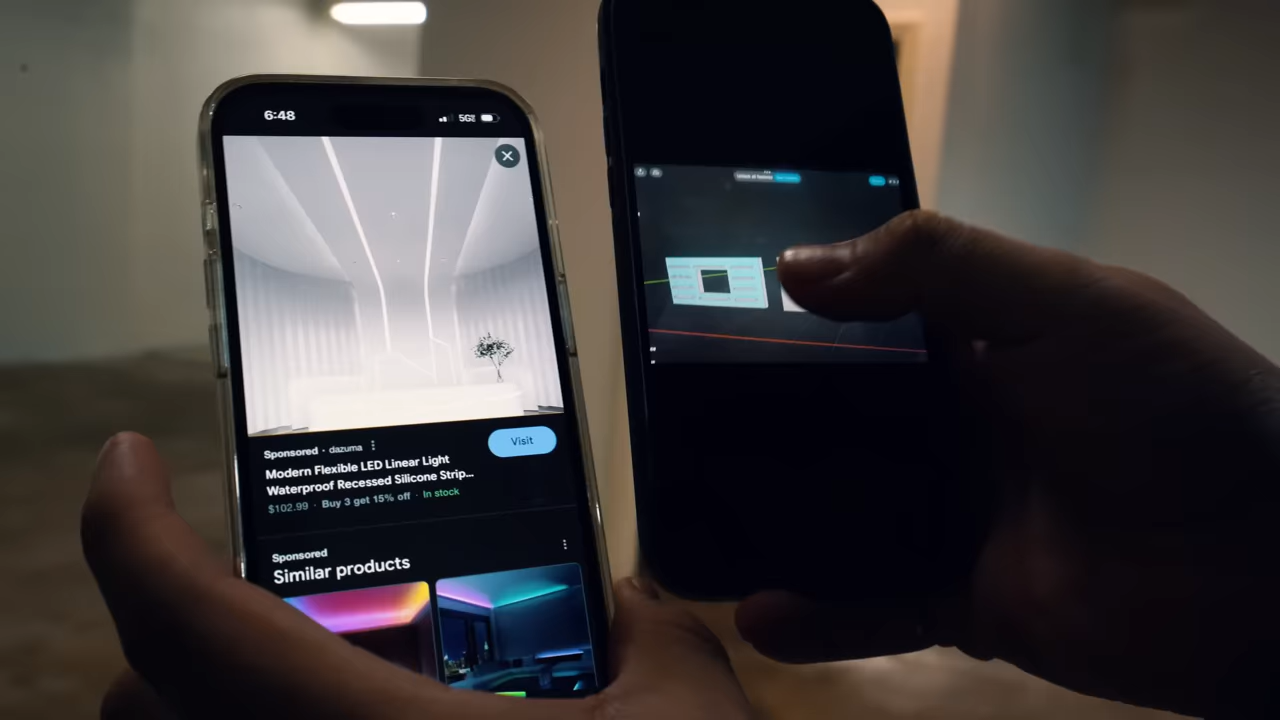 6:48
5G
Sponsored · dazuma
Visit
Modern Flexible LED Linear Light
Waterproof Recessed Silicone Strip...
$102.99 · Buy 3 get 15% off · In stock
Sponsored
Similar products